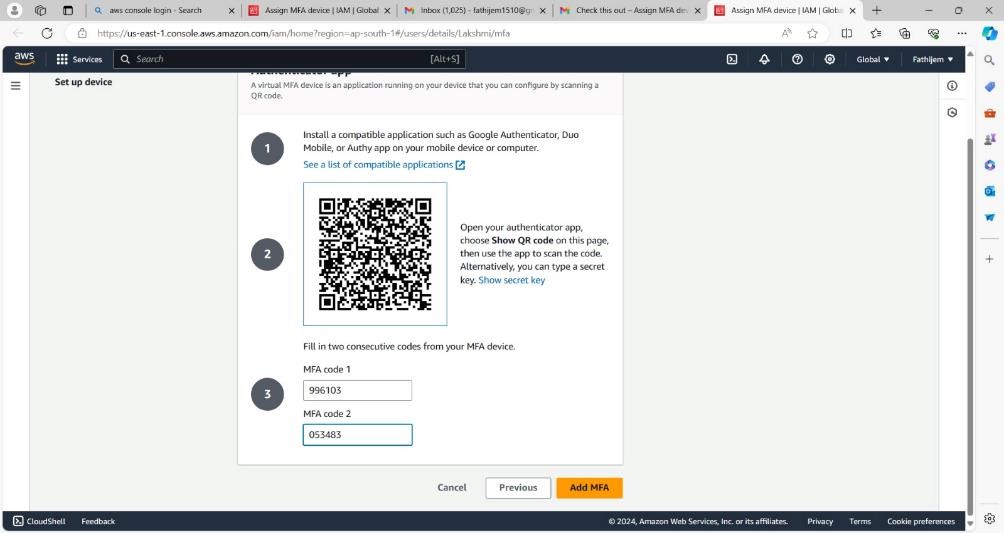 aws console login - Search
Assign MFA device | IAM | Global
Inbox (1,025) - fathijem1510@g
Check this out – Assign MFA de
Assign MFA device | IAM | Globa
https://us-east-1.console.aws.amazon.com/iam/home?region=ap-south-1#/users/details/Lakshmi/mfa
aws
Services
Search
[Alt+S]
Global
Fathijem
Set up device
Authenticator app
A virtual MFA device is an application running on your device that you can configure by scanning a
QR code.
1
Install a compatible application such as Google Authenticator, Duo
Mobile, or Authy app on your mobile device or computer.
See a list of compatible applications
2
Open your authenticator app,
choose Show QR code on this page,
then use the app to scan the code.
Alternatively, you can type a secret
key. Show secret key
Fill in two consecutive codes from your MFA device.
3
MFA code 1
996103
MFA code 2
053483
Cancel
Previous
Add MFA
CloudShell
Feedback
© 2024, Amazon Web Services, Inc. or its affiliates.
Privacy
Terms
Cookie preferences